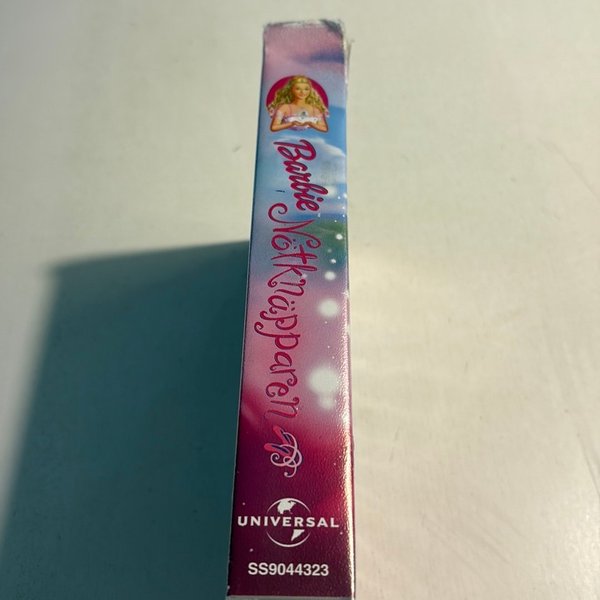 Barbie
i Nötknäpparen
UNIVERSAL
SS9044323